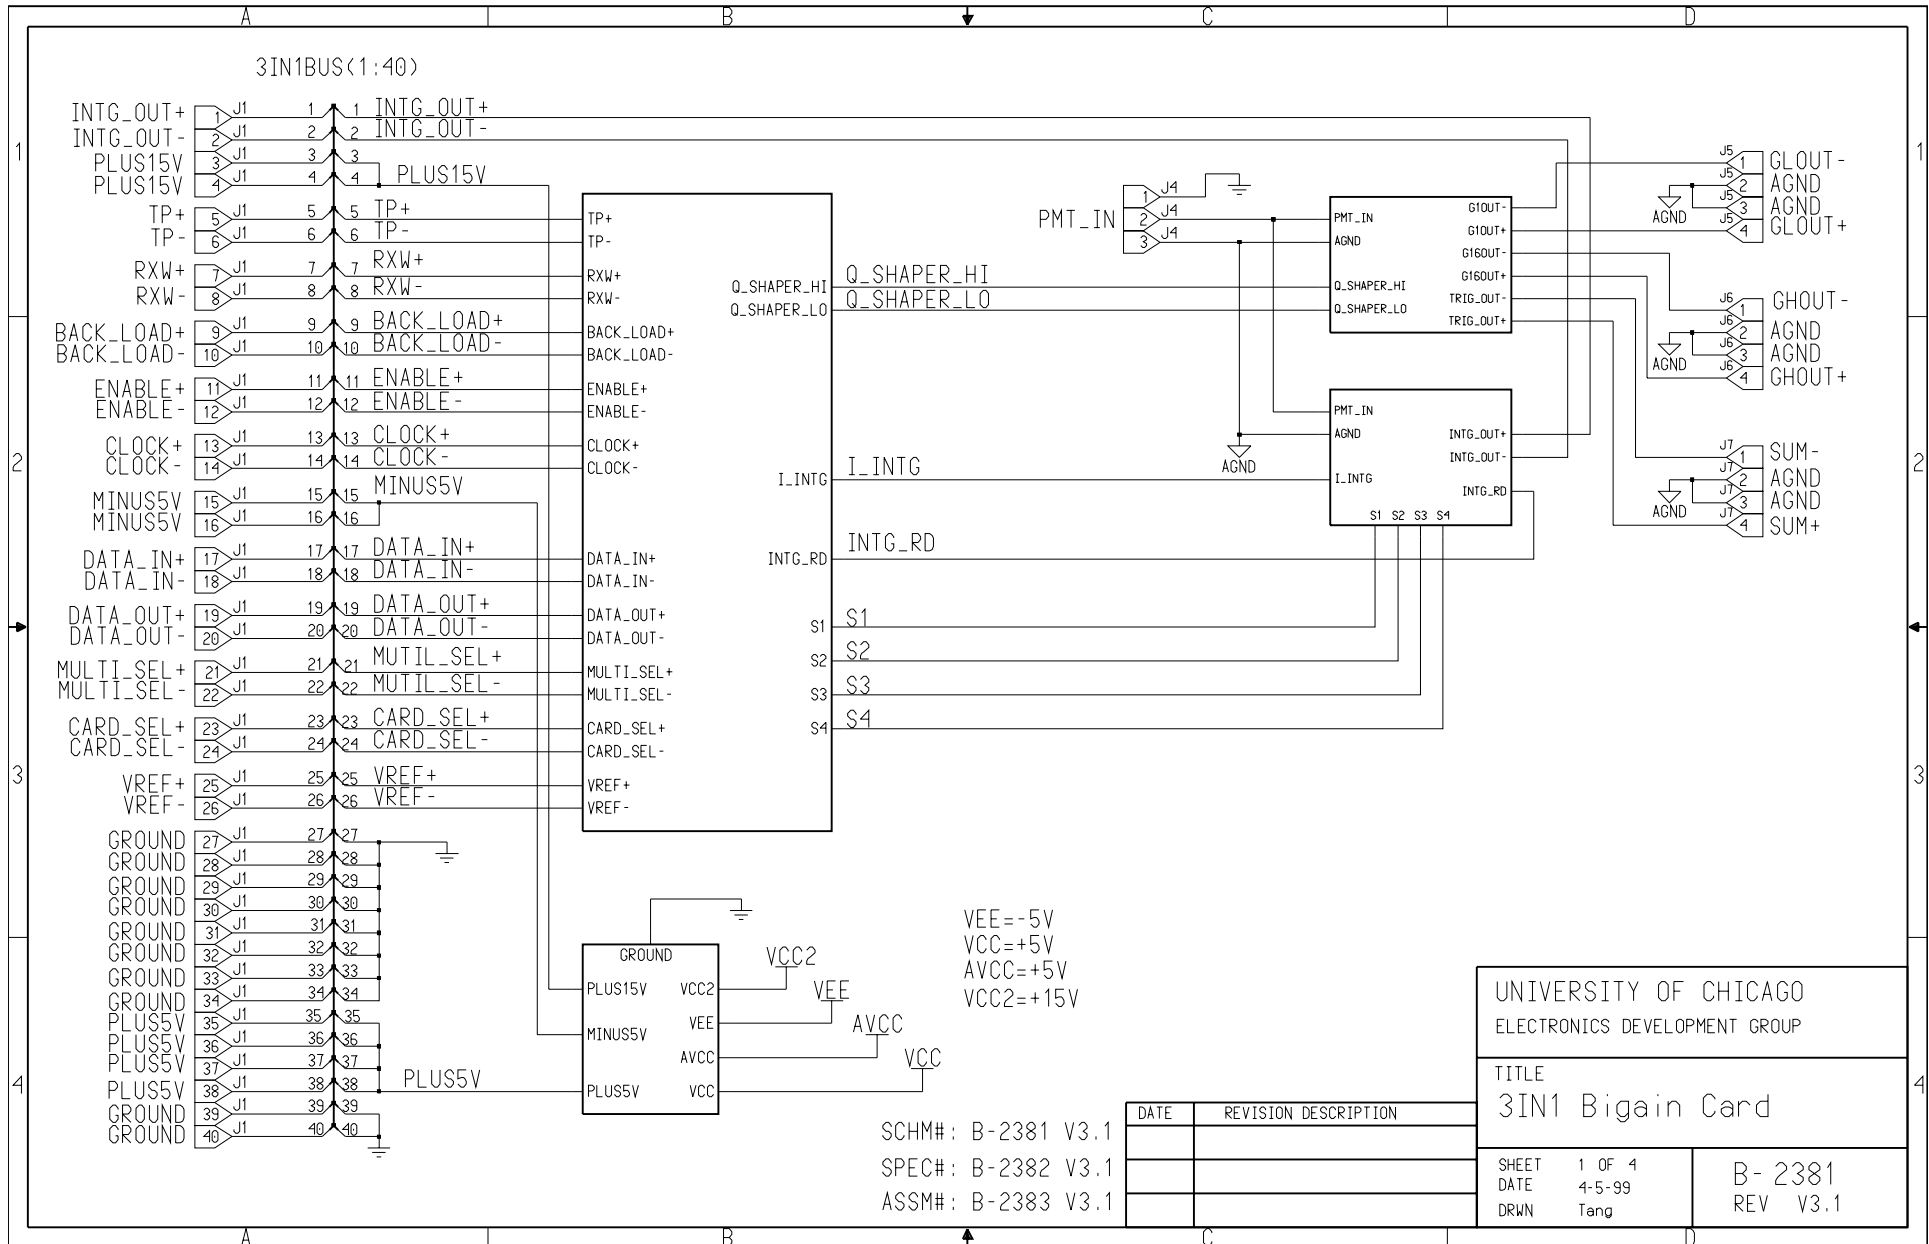 A B C D
3IN1BUS(1:40)
INTG_OUT+ 1 J1 1 1 INTG_OUT+
INTG_OUT- 2 J1 2 2 INTG_OUT-
PLUS15V 3 J1 3 3
PLUS15V 4 J1 4 4 PLUS15V
TP+ 5 J1 5 5 TP+ TP+
TP- 6 J1 6 6 TP- TP-
RXW+ 7 J1 7 7 RXW+ RXW+
RXW- 8 J1 8 8 RXW- RXW-
BACK_LOAD+ 9 J1 9 9 BACK_LOAD+ BACK_LOAD+
BACK_LOAD- 10 J1 10 10 BACK_LOAD- BACK_LOAD-
ENABLE+ 11 J1 11 11 ENABLE+ ENABLE+
ENABLE- 12 J1 12 12 ENABLE- ENABLE-
CLOCK+ 13 J1 13 13 CLOCK+ CLOCK+
CLOCK- 14 J1 14 14 CLOCK- CLOCK-
MINUS5V 15 J1 15 15 MINUS5V
MINUS5V 16 J1 16 16
DATA_IN+ 17 J1 17 17 DATA_IN+ DATA_IN+
DATA_IN- 18 J1 18 18 DATA_IN- DATA_IN-
DATA_OUT+ 19 J1 19 19 DATA_OUT+ DATA_OUT+
DATA_OUT- 20 J1 20 20 DATA_OUT- DATA_OUT-
MULTI_SEL+ 21 J1 21 21 MUTIL_SEL+ MULTI_SEL+
MULTI_SEL- 22 J1 22 22 MUTIL_SEL- MULTI_SEL-
CARD_SEL+ 23 J1 23 23 CARD_SEL+ CARD_SEL+
CARD_SEL- 24 J1 24 24 CARD_SEL- CARD_SEL-
VREF+ 25 J1 25 25 VREF+ VREF+
VREF- 26 J1 26 26 VREF- VREF-
GROUND 27 J1 27 27
GROUND 28 J1 28 28
GROUND 29 J1 29 29
GROUND 30 J1 30 30
GROUND 31 J1 31 31
GROUND 32 J1 32 32
GROUND 33 J1 33 33
GROUND 34 J1 34 34
PLUS5V 35 J1 35 35
PLUS5V 36 J1 36 36
PLUS5V 37 J1 37 37
PLUS5V 38 J1 38 38 PLUS5V
GROUND 39 J1 39 39
GROUND 40 J1 40 40
Q_SHAPER_HI Q_SHAPER_HI
Q_SHAPER_LO Q_SHAPER_LO
I_INTG I_INTG
INTG_RD INTG_RD
S1 S1
S2 S2
S3 S3
S4 S4
1 J4
PMT_IN 2 J4
3 J4
AGND
PMT_IN G1OUT-
AGND G1OUT+
G16OUT-
Q_SHAPER_HI G16OUT+
Q_SHAPER_LO TRIG_OUT-
TRIG_OUT+
PMT_IN
AGND INTG_OUT+
INTG_OUT-
I_INTG INTG_RD
S1 S2 S3 S4
J5 1 GLOUT-
J5 2 AGND
AGND J5 3 AGND
J5 4 GLOUT+
J6 1 GHOUT-
J6 2 AGND
AGND J6 3 AGND
J6 4 GHOUT+
J7 1 SUM-
J7 2 AGND
AGND J7 3 AGND
J7 4 SUM+
GROUND
PLUS15V VCC2 VCC2
VEE VEE
MINUS5V AVCC AVCC
PLUS5V VCC VCC
VEE=-5V
VCC=+5V
AVCC=+5V
VCC2=+15V
SCHM#: B-2381 V3.1
SPEC#: B-2382 V3.1
ASSM#: B-2383 V3.1
DATE REVISION DESCRIPTION
UNIVERSITY OF CHICAGO
ELECTRONICS DEVELOPMENT GROUP
TITLE
3IN1 Bigain Card
SHEET 1 OF 4
DATE 4-5-99
DRWN Tang
B-2381
REV V3.1
1 1
2 2
3 3
4 4
A B C D